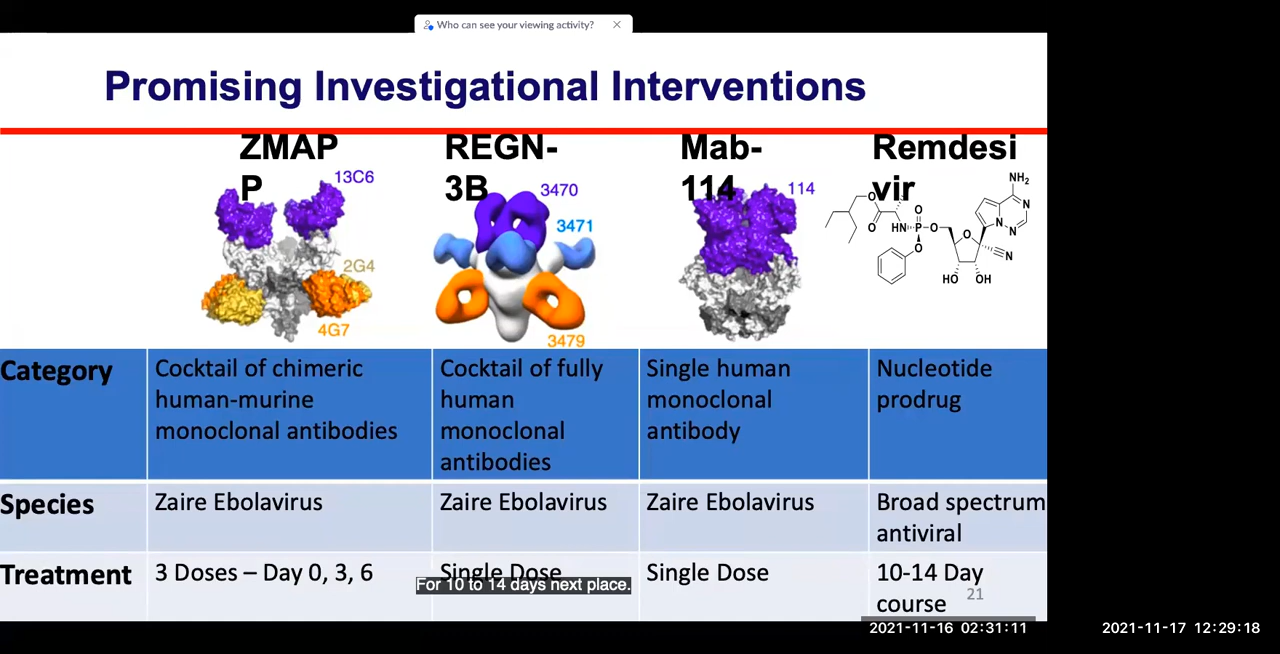 Who can see your viewing activity?
Promising Investigational Interventions
ZMAP
P
REGN-
3B
Mab-
114
Remdesi
vir
13C6
2G4
4G7
3470
3471
3479
114
NH₂
N
N
N
O
O
O
HN
P
O
O
O
N
HO
OH
Category
Cocktail of chimeric
human-murine
monoclonal antibodies
Cocktail of fully
human
monoclonal
antibodies
Single human
monoclonal
antibody
Nucleotide
prodrug
Species
Zaire Ebolavirus
Zaire Ebolavirus
Zaire Ebolavirus
Broad spectrum
antiviral
Treatment
3 Doses – Day 0, 3, 6
Single Dose
Single Dose
10-14 Day
course
For 10 to 14 days next place.
21
2021-11-16 02:31:11
2021-11-17 12:29:18